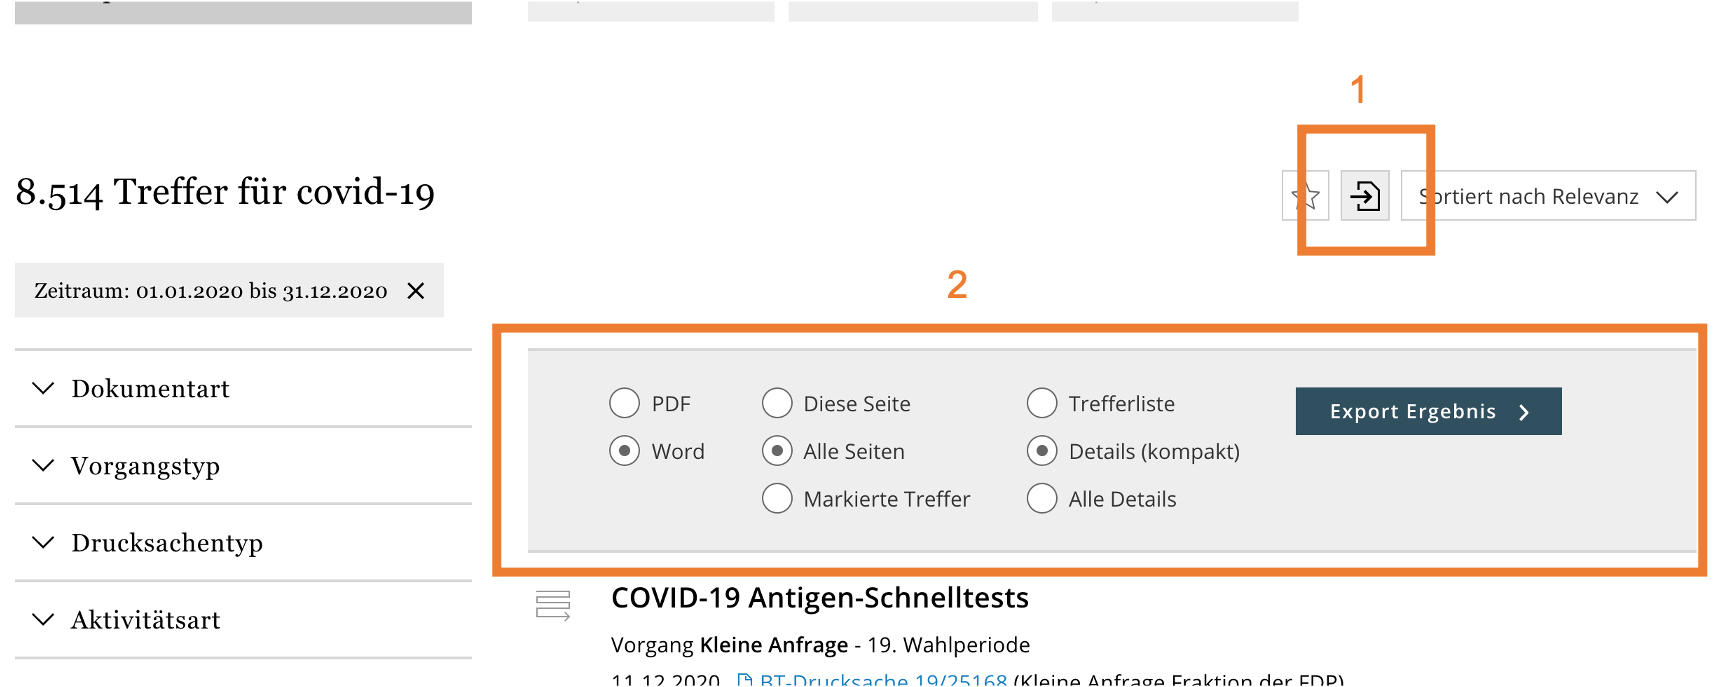 1
8.514 Treffer für covid-19
Sortiert nach Relevanz
Zeitraum: 01.01.2020 bis 31.12.2020
2
Dokumentart
Vorgangstyp
Drucksachentyp
Aktivitätsart
PDF
Word
Diese Seite
Alle Seiten
Markierte Treffer
Trefferliste
Details (kompakt)
Alle Details
Export Ergebnis
COVID-19 Antigen-Schnelltests
Vorgang Kleine Anfrage - 19. Wahlperiode
11.12.2020 BT-Drucksache 19/25168 (Kleine Anfrage Fraktion der FDP)